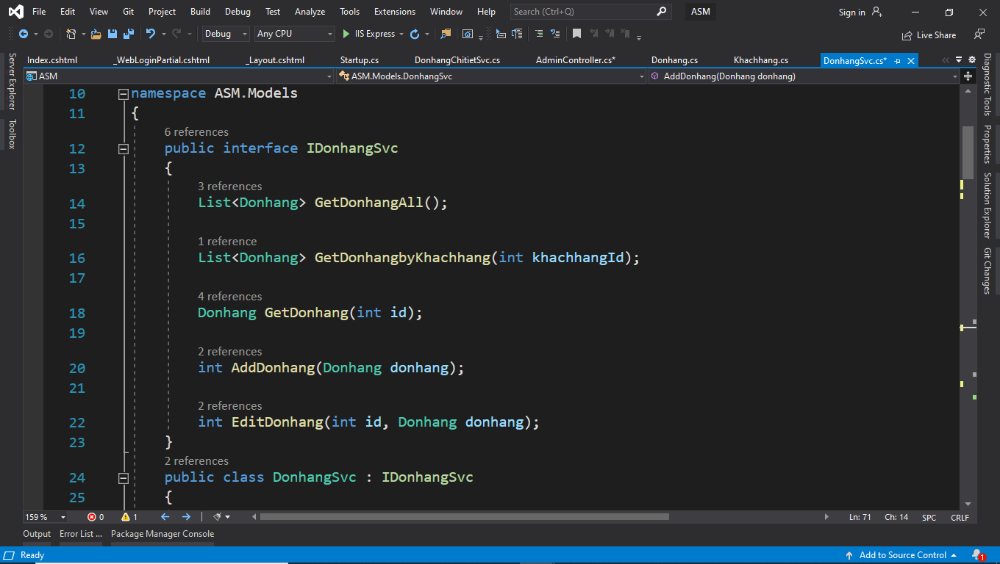 File Edit View Git Project Build Debug Test Analyze Tools Extensions Window Help Search (Ctrl+Q) ASM Sign in
Debug Any CPU IIS Express Live Share
Index.cshtml _WebLoginPartial.cshtml _Layout.cshtml Startup.cs DonhangChitietSvc.cs AdminController.cs* Donhang.cs Khachhang.cs DonhangSvc.cs*
ASM ASM.Models.DonhangSvc AddDonhang(Donhang donhang)
Server Explorer
Toolbox
10 namespace ASM.Models
11 {
6 references
12 public interface IDonhangSvc
13 {
3 references
14 List<Donhang> GetDonhangAll();
15
1 reference
16 List<Donhang> GetDonhangbyKhachhang(int khachhangId);
17
4 references
18 Donhang GetDonhang(int id);
19
2 references
20 int AddDonhang(Donhang donhang);
21
2 references
22 int EditDonhang(int id, Donhang donhang);
23 }
2 references
24 public class DonhangSvc : IDonhangSvc
25 {
Diagnostic Tools
Properties
Solution Explorer
Git Changes
159 % 0 1 Ln: 71 Ch: 14 SPC CRLF
Output Error List ... Package Manager Console
Ready Add to Source Control 1